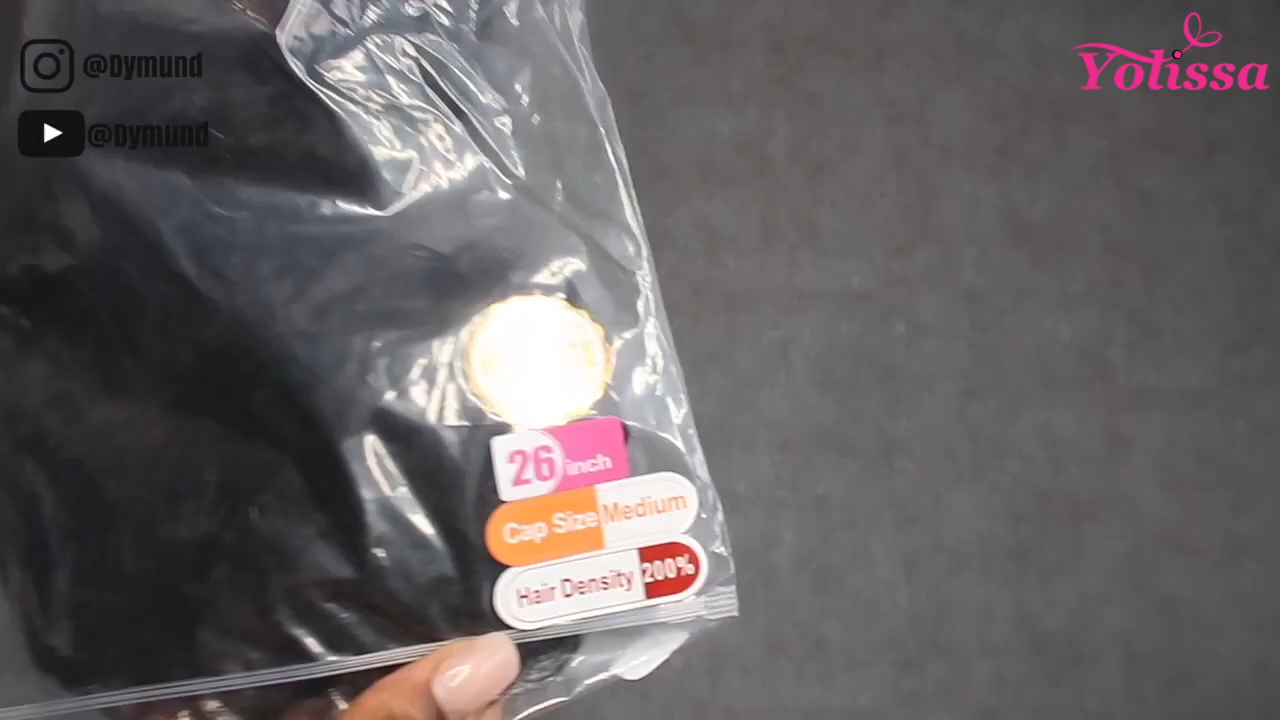 @Dymund
@Dymund
Yolissa
26 inch
Cap Size Medium
Hair Density 200%